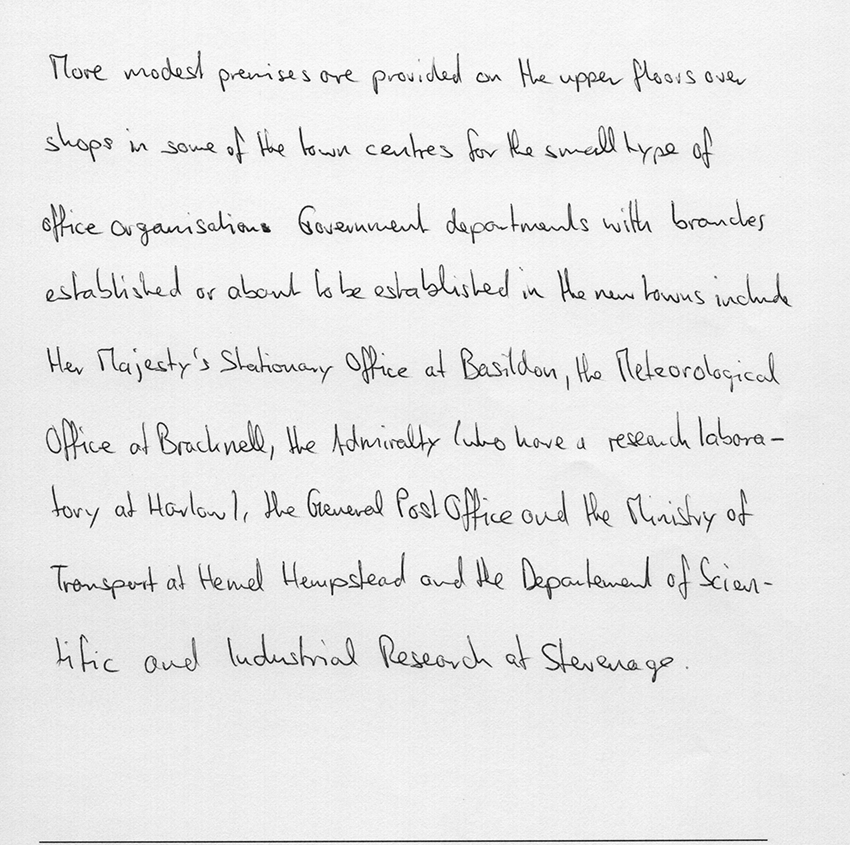 More modest premises are provided on the upper floors over
shops in some of the town centres for the small type of
office organisation. Government departments with branches
established or about to be established in the new towns include
Her Majesty's Stationary Office at Basildon, the Meteorological
Office at Bracknell, the Admiralty (who have a research labora-
tory at Harlow), the General Post Office and the Ministry of
Transport at Hemel Hempstead and the Departement of Scien-
tific and Industrial Research at Stevenage.